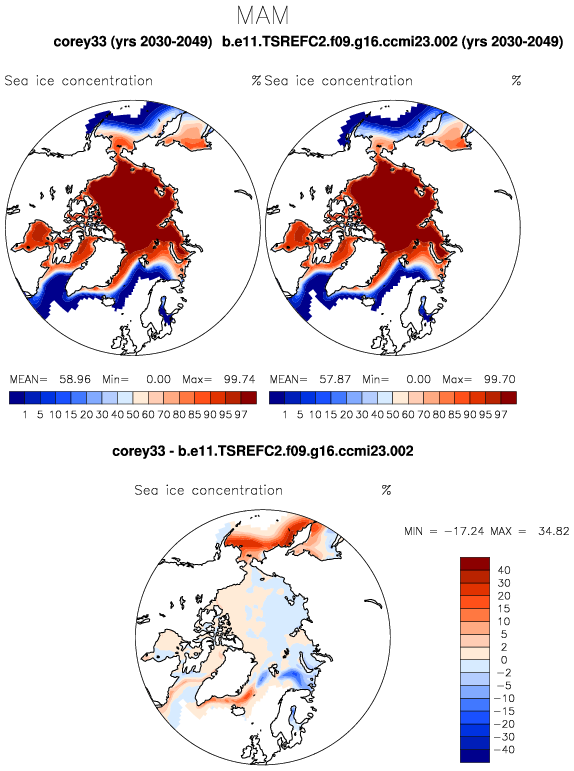 MAM
corey33 (yrs 2030-2049) b.e11.TSREFC2.f09.g16.ccmi23.002 (yrs 2030-2049)
Sea ice concentration % Sea ice concentration %
MEAN= 58.96 Min= 0.00 Max= 99.74 MEAN= 57.87 Min= 0.00 Max= 99.70
1 5 10 15 20 30 40 50 60 70 80 85 90 95 97 1 5 10 15 20 30 40 50 60 70 80 85 90 95 97
corey33 - b.e11.TSREFC2.f09.g16.ccmi23.002
Sea ice concentration %
MIN = -17.24 MAX = 34.82
40
30
20
15
10
5
2
0
-2
-5
-10
-15
-20
-30
-40